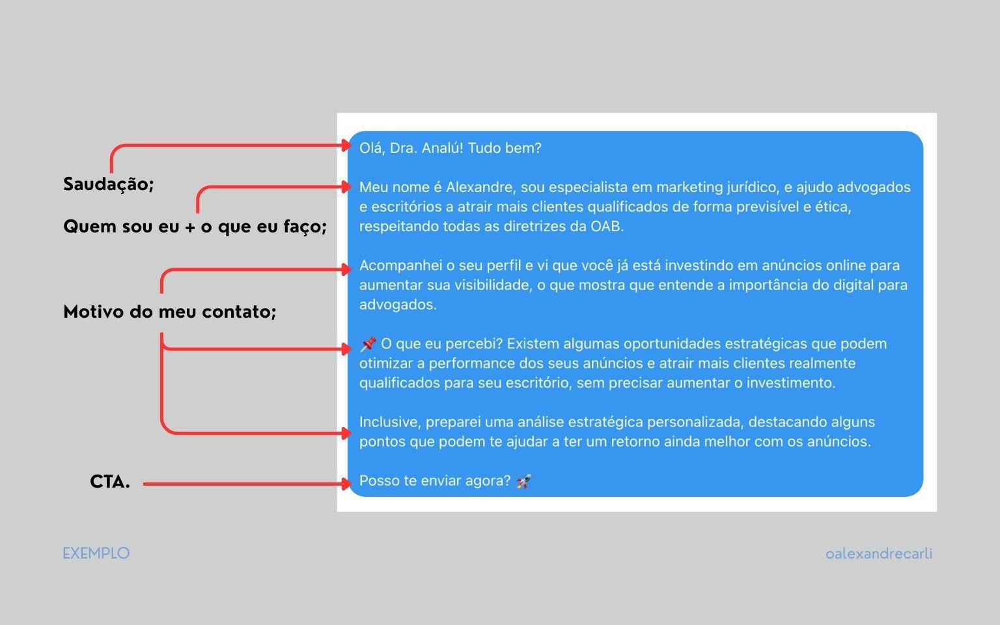 Saudação;
Quem sou eu + o que eu faço;
Motivo do meu contato;
CTA.
Olá, Dra. Analú! Tudo bem?
Meu nome é Alexandre, sou especialista em marketing jurídico, e ajudo advogados
e escritórios a atrair mais clientes qualificados de forma previsível e ética,
respeitando todas as diretrizes da OAB.
Acompanhei o seu perfil e vi que você já está investindo em anúncios online para
aumentar sua visibilidade, o que mostra que entende a importância do digital para
advogados.
📌 O que eu percebi? Existem algumas oportunidades estratégicas que podem
otimizar a performance dos seus anúncios e atrair mais clientes realmente
qualificados para seu escritório, sem precisar aumentar o investimento.
Inclusive, preparei uma análise estratégica personalizada, destacando alguns
pontos que podem te ajudar a ter um retorno ainda melhor com os anúncios.
Posso te enviar agora? 🚀
EXEMPLO
oalexandrecarli